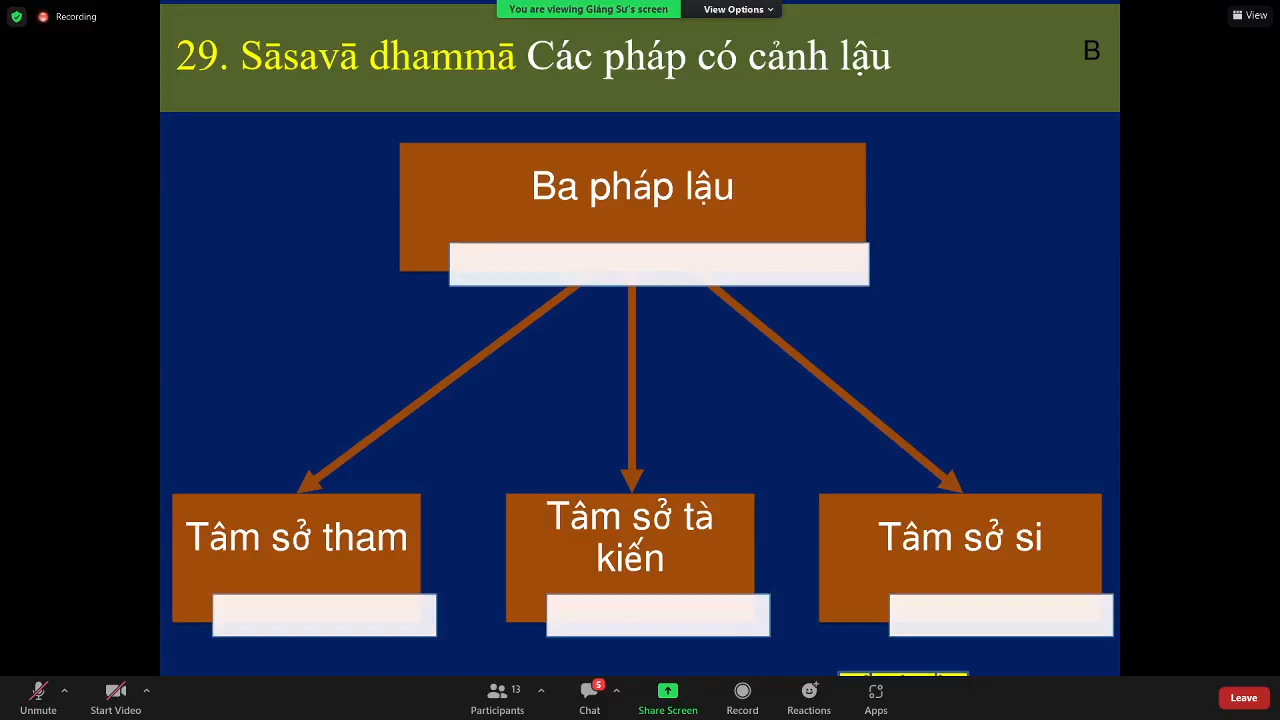 You are viewing Giảng Sư's screen
View Options
Recording
View
29. Sāsavā dhammā Các pháp có cảnh lậu
B
Ba pháp lậu
Tâm sở tham
Tâm sở tà
kiến
Tâm sở si
13
5
Unmute
Start Video
Participants
Chat
Share Screen
Record
Reactions
Apps
Leave